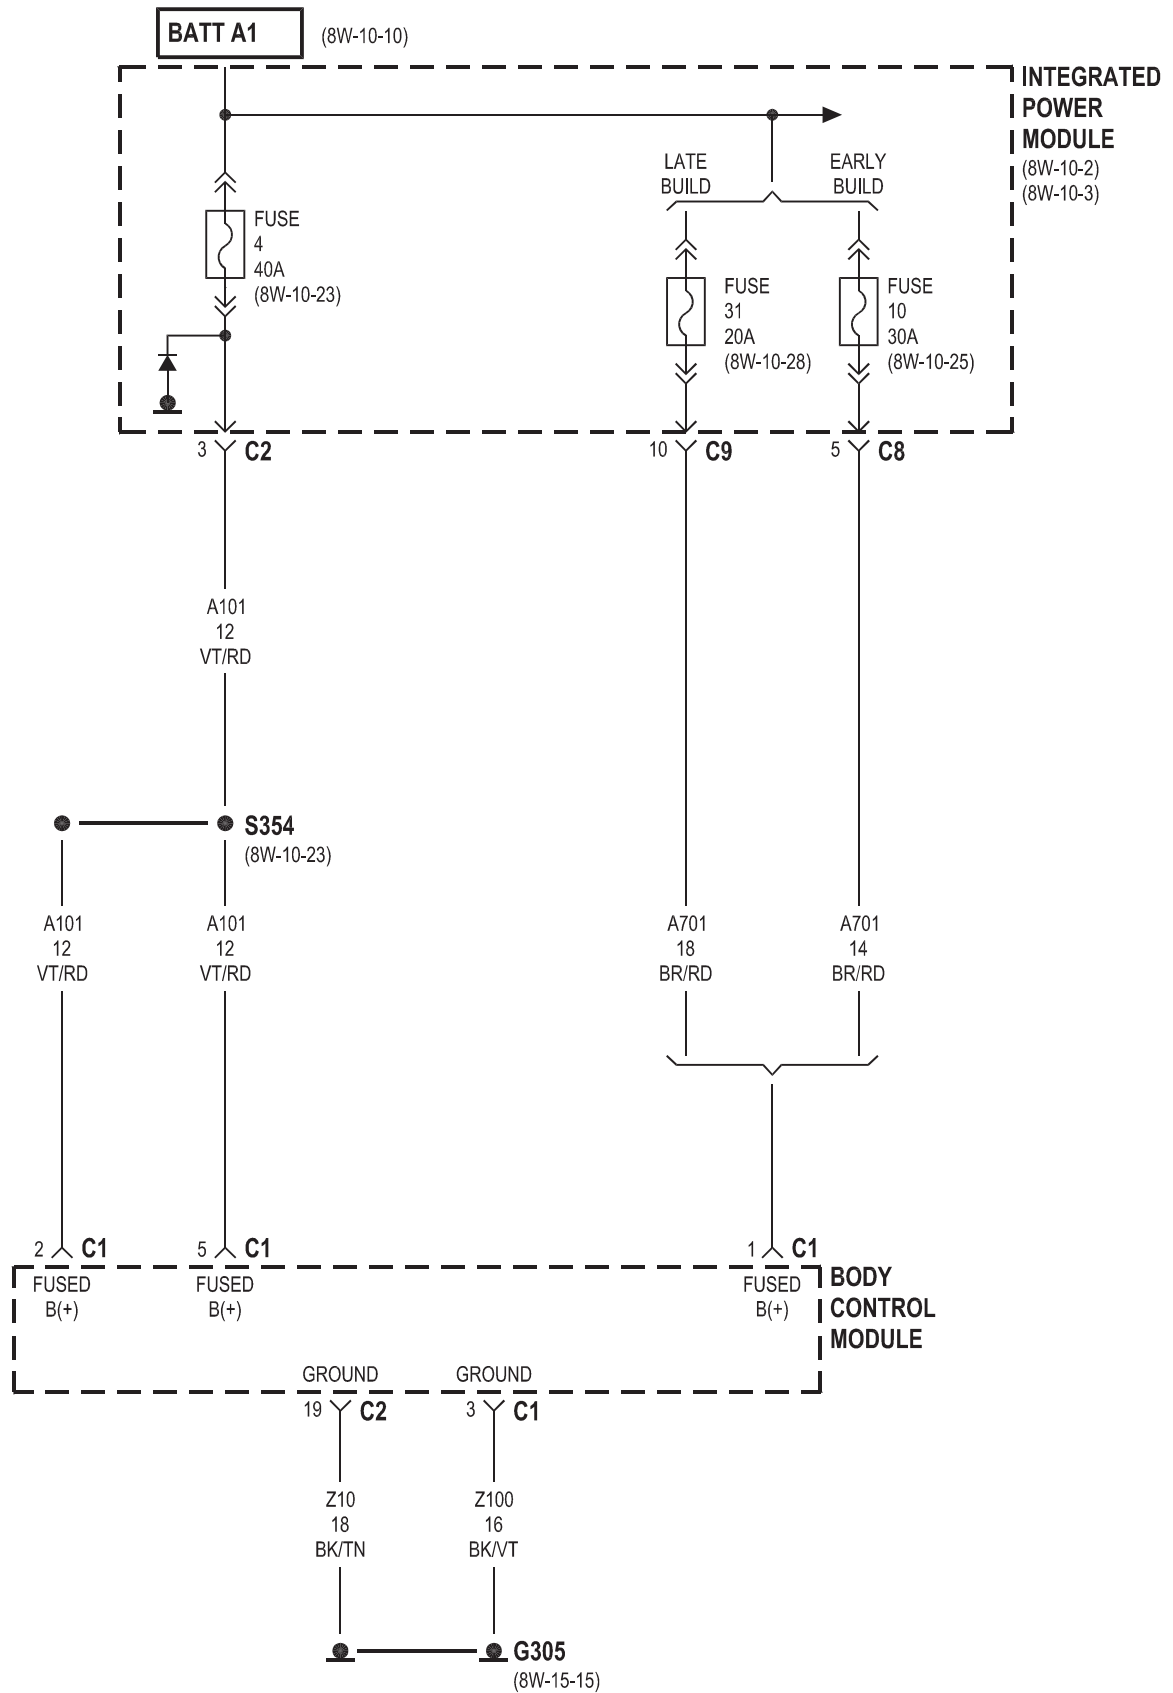 BATT A1
(8W-10-10)
INTEGRATED
POWER
MODULE
(8W-10-2)
(8W-10-3)
LATE
BUILD
EARLY
BUILD
FUSE
4
40A
(8W-10-23)
FUSE
31
20A
(8W-10-28)
FUSE
10
30A
(8W-10-25)
3 C2
10 C9
5 C8
A101
12
VT/RD
S354
(8W-10-23)
A101
12
VT/RD
A101
12
VT/RD
A701
18
BR/RD
A701
14
BR/RD
2 C1
5 C1
1 C1
FUSED
B(+)
FUSED
B(+)
FUSED
B(+)
BODY
CONTROL
MODULE
GROUND
GROUND
19 C2
3 C1
Z10
18
BK/TN
Z100
16
BK/VT
G305
(8W-15-15)